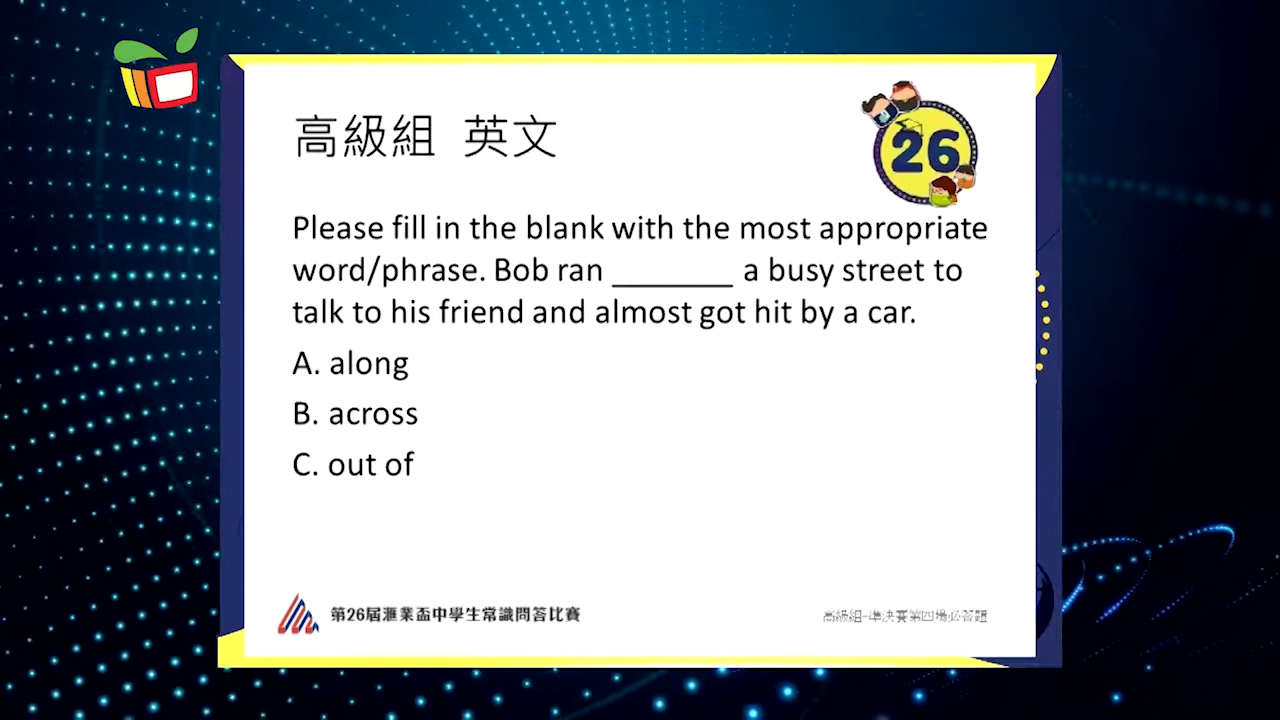 高級組 英文
26
Please fill in the blank with the most appropriate
word/phrase. Bob ran _______ a busy street to
talk to his friend and almost got hit by a car.
A. along
B. across
C. out of
第26屆滙業盃中學生常識問答比賽
高級組-準決賽第四場必答題